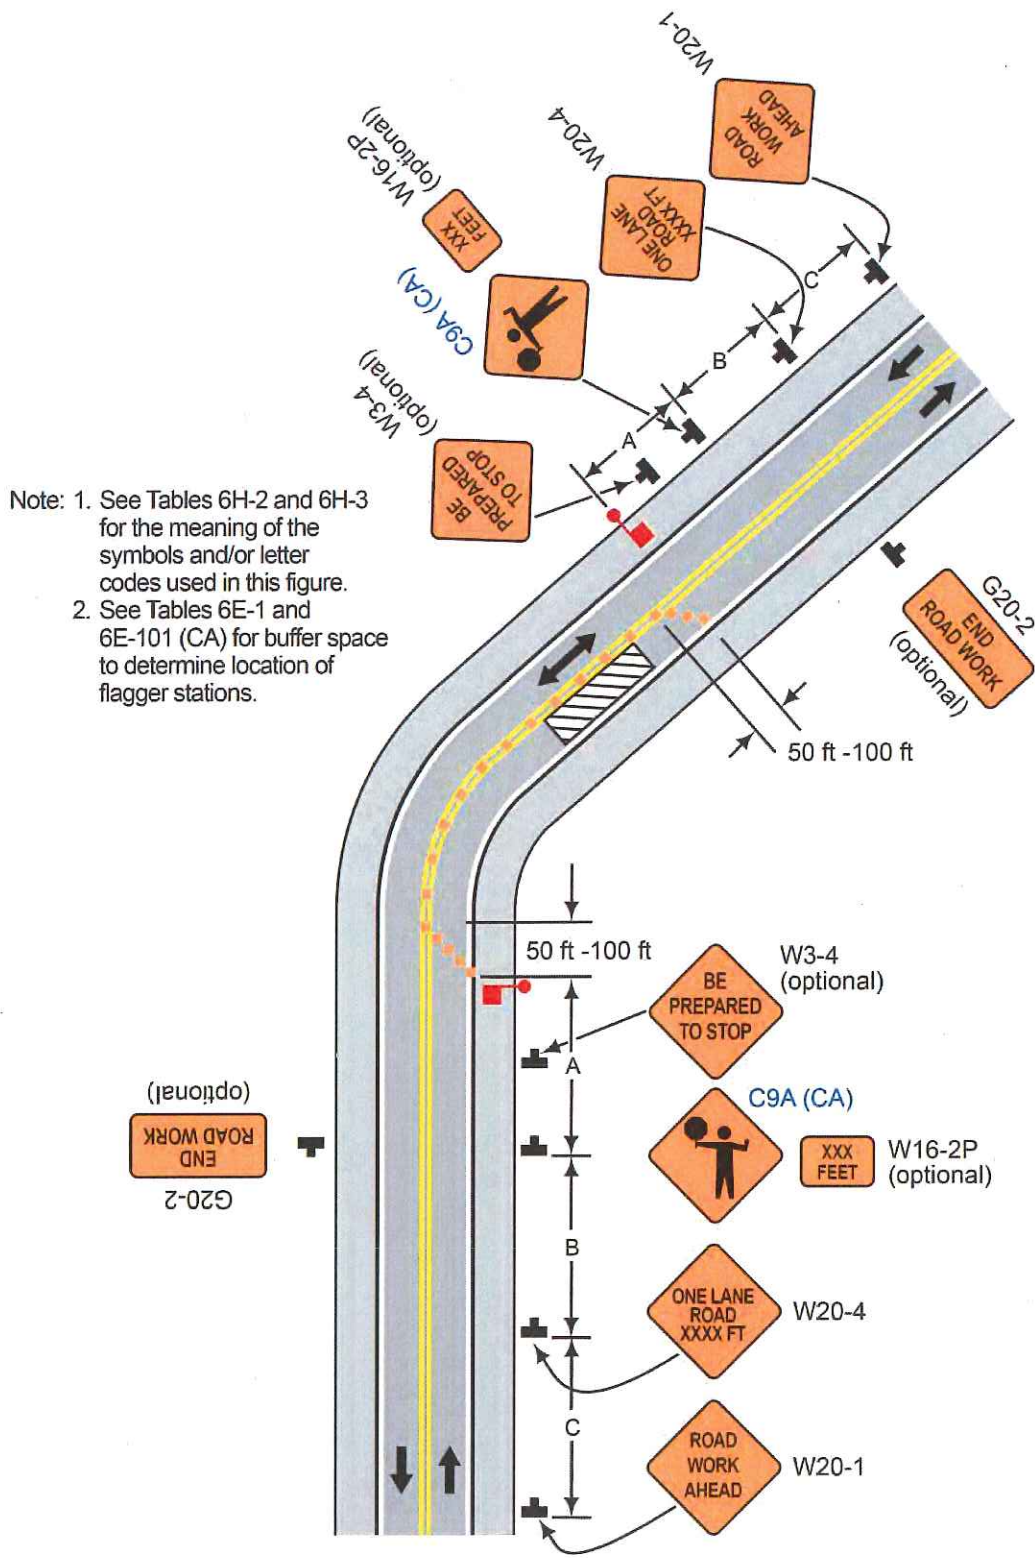 W20-1
ROAD
WORK
AHEAD
W20-4
ONE LANE
ROAD
XXXX FT
W16-2P
(optional)
XXX
FEET
C9A (CA)
W3-4
(optional)
BE
PREPARED
TO STOP
C
B
A
Note: 1. See Tables 6H-2 and 6H-3
for the meaning of the
symbols and/or letter
codes used in this figure.
2. See Tables 6E-1 and
6E-101 (CA) for buffer space
to determine location of
flagger stations.
G20-2
END
ROAD WORK
(optional)
50 ft -100 ft
50 ft -100 ft
W3-4
(optional)
BE
PREPARED
TO STOP
A
C9A (CA)
XXX
FEET
W16-2P
(optional)
G20-2
END
ROAD WORK
(optional)
B
ONE LANE
ROAD
XXXX FT
W20-4
C
ROAD
WORK
AHEAD
W20-1